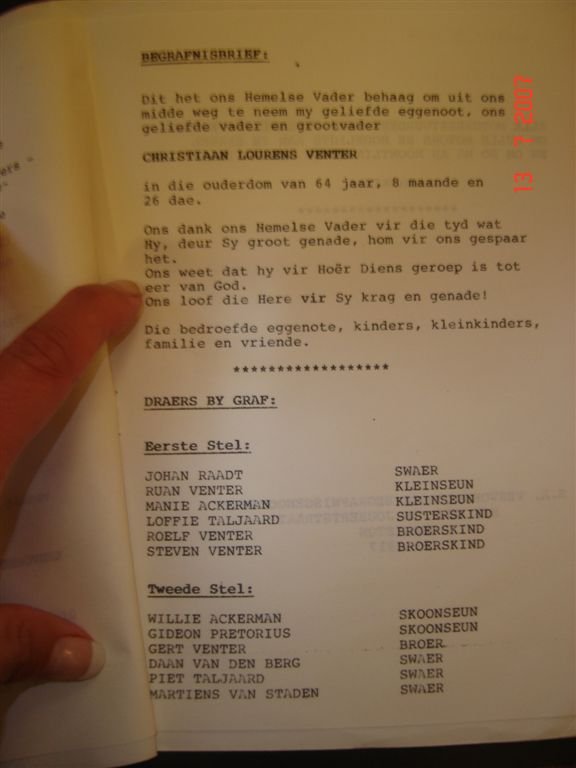 BEGRAFNISBRIEF:
Dit het ons Hemelse Vader behaag om uit ons
midde weg te neem my geliefde eggenoot, ons
geliefde vader en grootvader
CHRISTIAAN LOURENS VENTER
in die ouderdom van 64 jaar, 8 maande en
26 dae.
Ons dank ons Hemelse Vader vir die tyd wat
Hy, deur Sy groot genade, hom vir ons gespaar
het.
Ons weet dat hy vir Hoër Diens geroep is tot
eer van God.
Ons loof die Here vir Sy krag en genade!
Die bedroefde eggenote, kinders, kleinkinders,
familie en vriende.
******************
DRAERS BY GRAF:
Eerste Stel:
JOHAN RAADT SWAER
RUAN VENTER KLEINSEUN
MANIE ACKERMAN KLEINSEUN
LOFFIE TALJAARD SUSTERSKIND
ROELF VENTER BROERSKIND
STEVEN VENTER BROERSKIND
Tweede Stel:
WILLIE ACKERMAN SKOONSEUN
GIDEON PRETORIUS SKOONSEUN
GERT VENTER BROER
DAAN VAN DEN BERG SWAER
PIET TALJAARD SWAER
MARTIENS VAN STADEN SWAER
13 7 2007